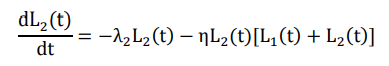 dL₂(t)/dt = −λ₂L₂(t) − ηL₂(t)[L₁(t) + L₂(t)]